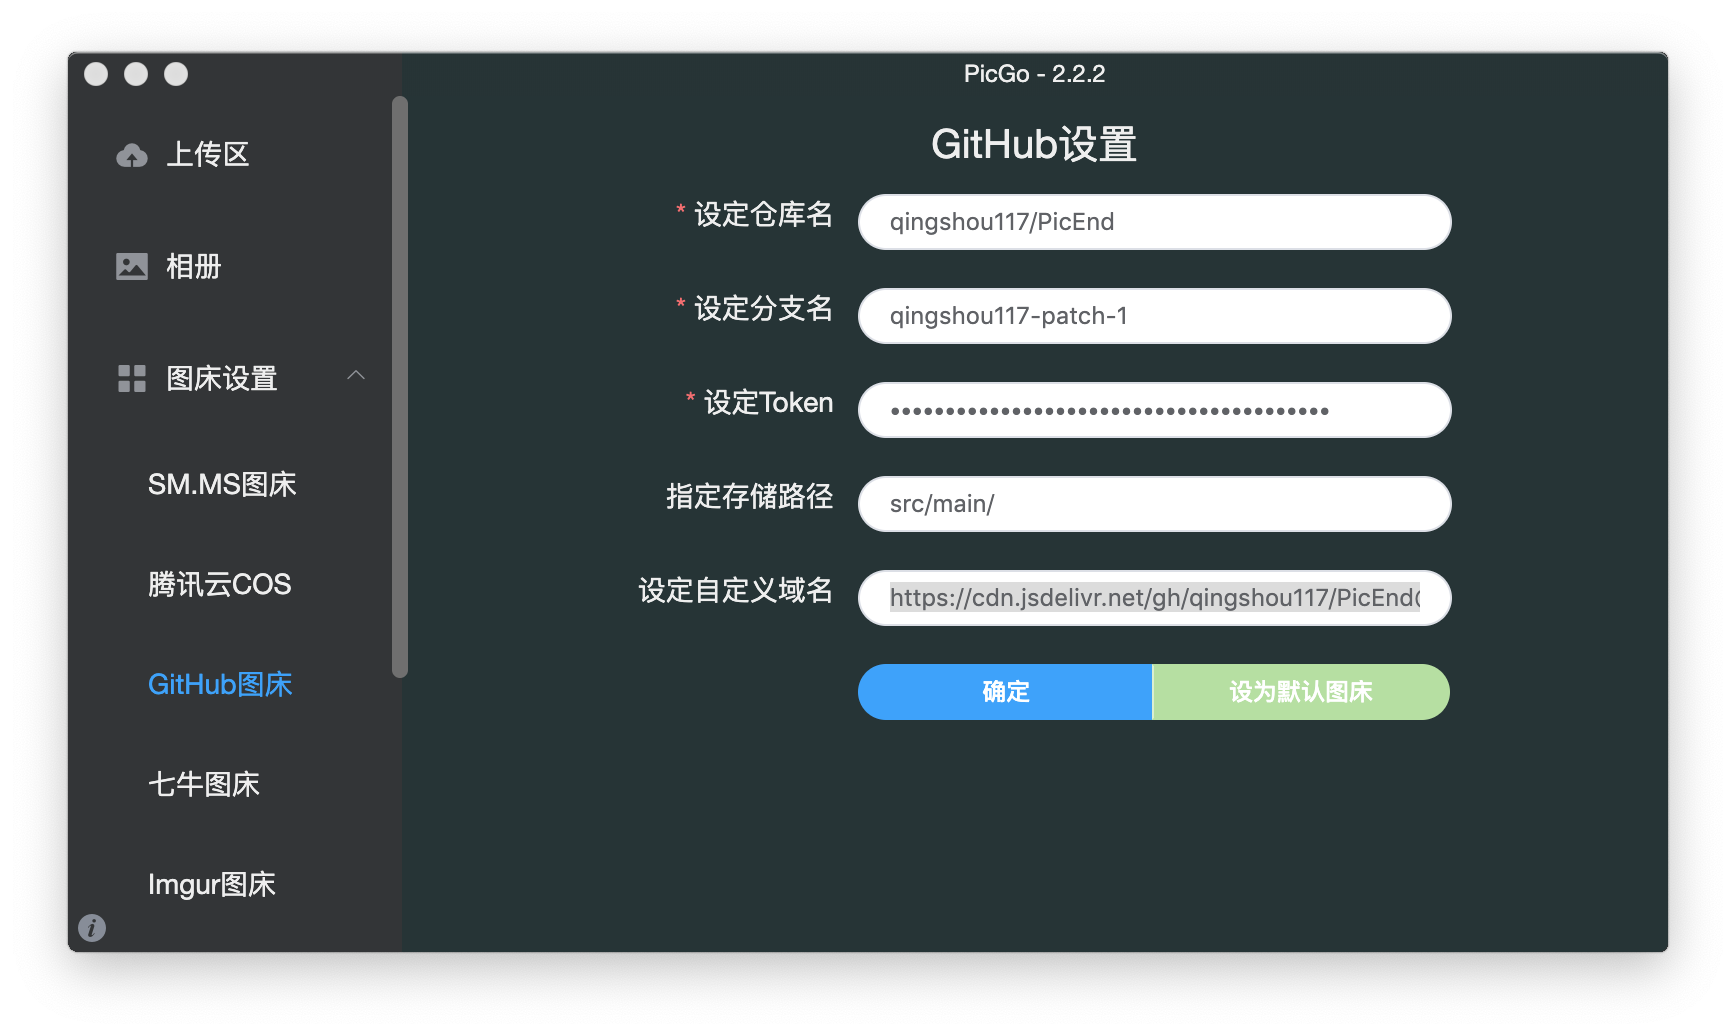 PicGo - 2.2.2
上传区
相册
图床设置
SM.MS图床
腾讯云COS
GitHub图床
七牛图床
Imgur图床
GitHub设置
* 设定仓库名
qingshou117/PicEnd
* 设定分支名
qingshou117-patch-1
* 设定Token
••••••••••••••••••••••••••••••••••••••••
指定存储路径
src/main/
设定自定义域名
https://cdn.jsdelivr.net/gh/qingshou117/PicEnd
确定
设为默认图床